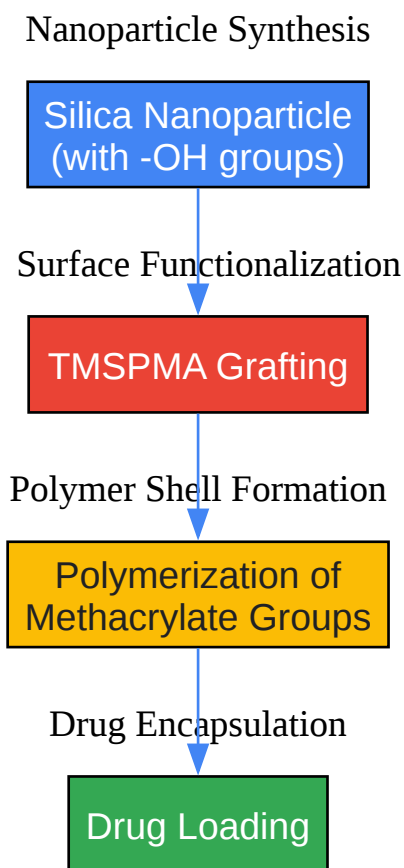 Nanoparticle Synthesis
Silica Nanoparticle
(with -OH groups)
Surface Functionalization
TMSPMA Grafting
Polymer Shell Formation
Polymerization of
Methacrylate Groups
Drug Encapsulation
Drug Loading